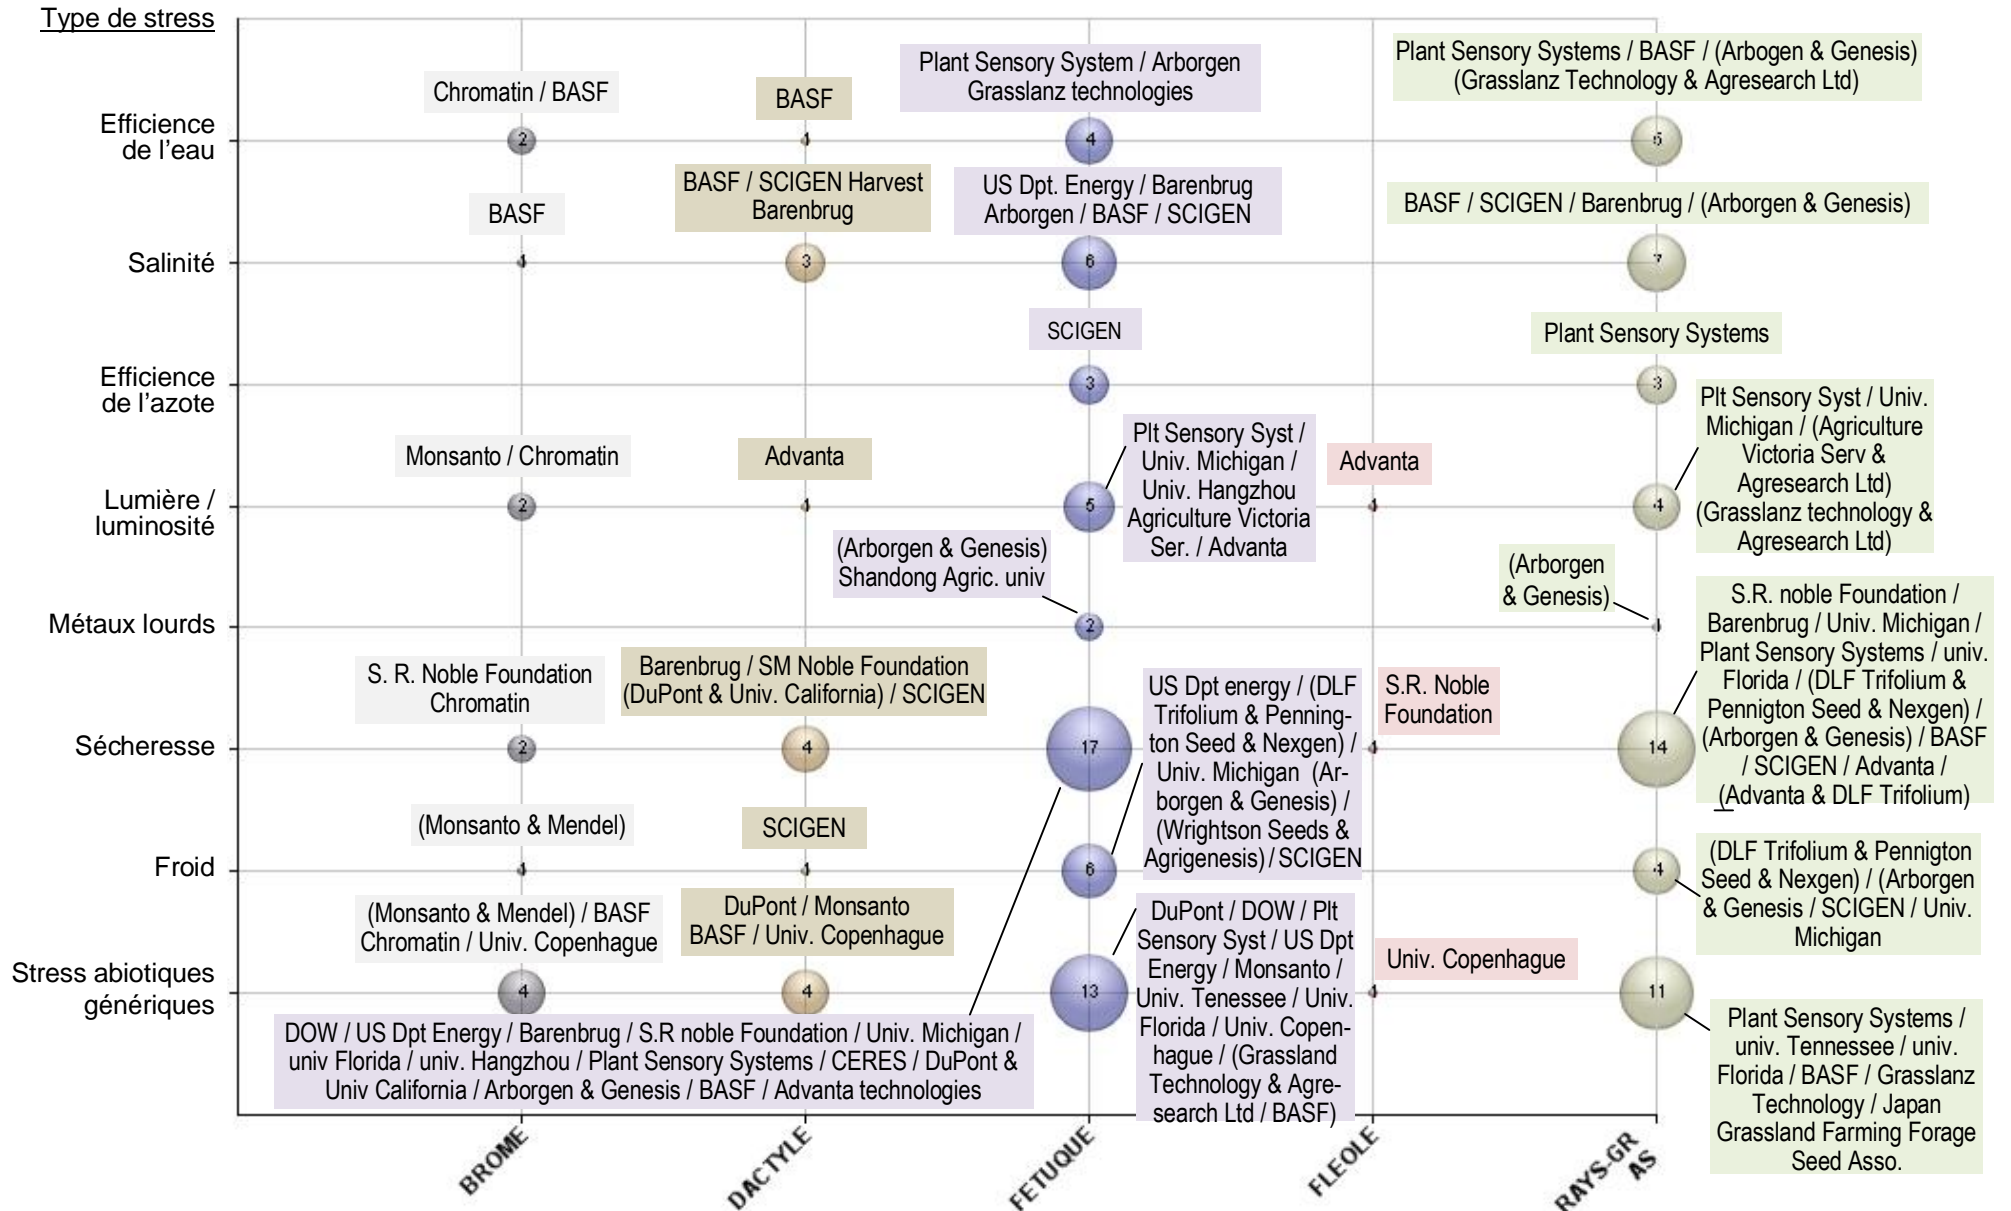 Type de stress
Plant Sensory System / Arborgen
Grasslanz technologies
Plant Sensory Systems / BASF / (Arbogen & Genesis)
(Grasslanz Technology & Agresearch Ltd)
Chromatin / BASF
BASF
Efficience
de l'eau
2
1
4
5
BASF / SCIGEN Harvest
Barenbrug
US Dpt. Energy / Barenbrug
Arborgen / BASF / SCIGEN
BASF
BASF / SCIGEN / Barenbrug / (Arborgen & Genesis)
Salinité
1
3
6
7
SCIGEN
Plant Sensory Systems
Efficience
de l'azote
3
3
Monsanto / Chromatin
Advanta
Plt Sensory Syst /
Univ. Michigan /
Univ. Hangzhou
Agriculture Victoria
Ser. / Advanta
Advanta
Plt Sensory Syst / Univ.
Michigan / (Agriculture
Victoria Serv &
Agresearch Ltd)
(Grasslanz technology &
Agresearch Ltd)
Lumière /
luminosité
2
1
5
1
4
(Arborgen & Genesis)
Shandong Agric. univ
(Arborgen
& Genesis)
Métaux lourds
2
1
S. R. Noble Foundation
Chromatin
Barenbrug / SM Noble Foundation
(DuPont & Univ. California) / SCIGEN
US Dpt energy / (DLF
Trifolium & Penning-
ton Seed & Nexgen) /
Univ. Michigan (Ar-
borgen & Genesis) /
(Wrightson Seeds &
Agrigenesis) / SCIGEN
S.R. Noble
Foundation
S.R. noble Foundation /
Barenbrug / Univ. Michigan /
Plant Sensory Systems / univ.
Florida / (DLF Trifolium &
Pennigton Seed & Nexgen) /
(Arborgen & Genesis) / BASF
/ SCIGEN / Advanta /
(Advanta & DLF Trifolium)
Sécheresse
2
4
17
1
14
(Monsanto & Mendel)
SCIGEN
Froid
1
1
6
4
(DLF Trifolium & Pennigton
Seed & Nexgen) / (Arborgen
& Genesis / SCIGEN / Univ.
Michigan
(Monsanto & Mendel) / BASF
Chromatin / Univ. Copenhague
DuPont / Monsanto
BASF / Univ. Copenhague
DuPont / DOW / Plt
Sensory Syst / US Dpt
Energy / Monsanto /
Univ. Tenessee / Univ.
Florida / Univ. Copen-
hague / (Grassland
Technology & Agre-
search Ltd / BASF)
Univ. Copenhague
Stress abiotiques
génériques
4
4
13
1
11
DOW / US Dpt Energy / Barenbrug / S.R noble Foundation / Univ. Michigan /
univ Florida / univ. Hangzhou / Plant Sensory Systems / CERES / DuPont &
Univ California / Arborgen & Genesis / BASF / Advanta technologies
Plant Sensory Systems /
univ. Tennessee / univ.
Florida / BASF / Grasslanz
Technology / Japan
Grassland Farming Forage
Seed Asso.
BROME
DACTYLE
FETUQUE
FLEOLE
RAYS-GR
AS